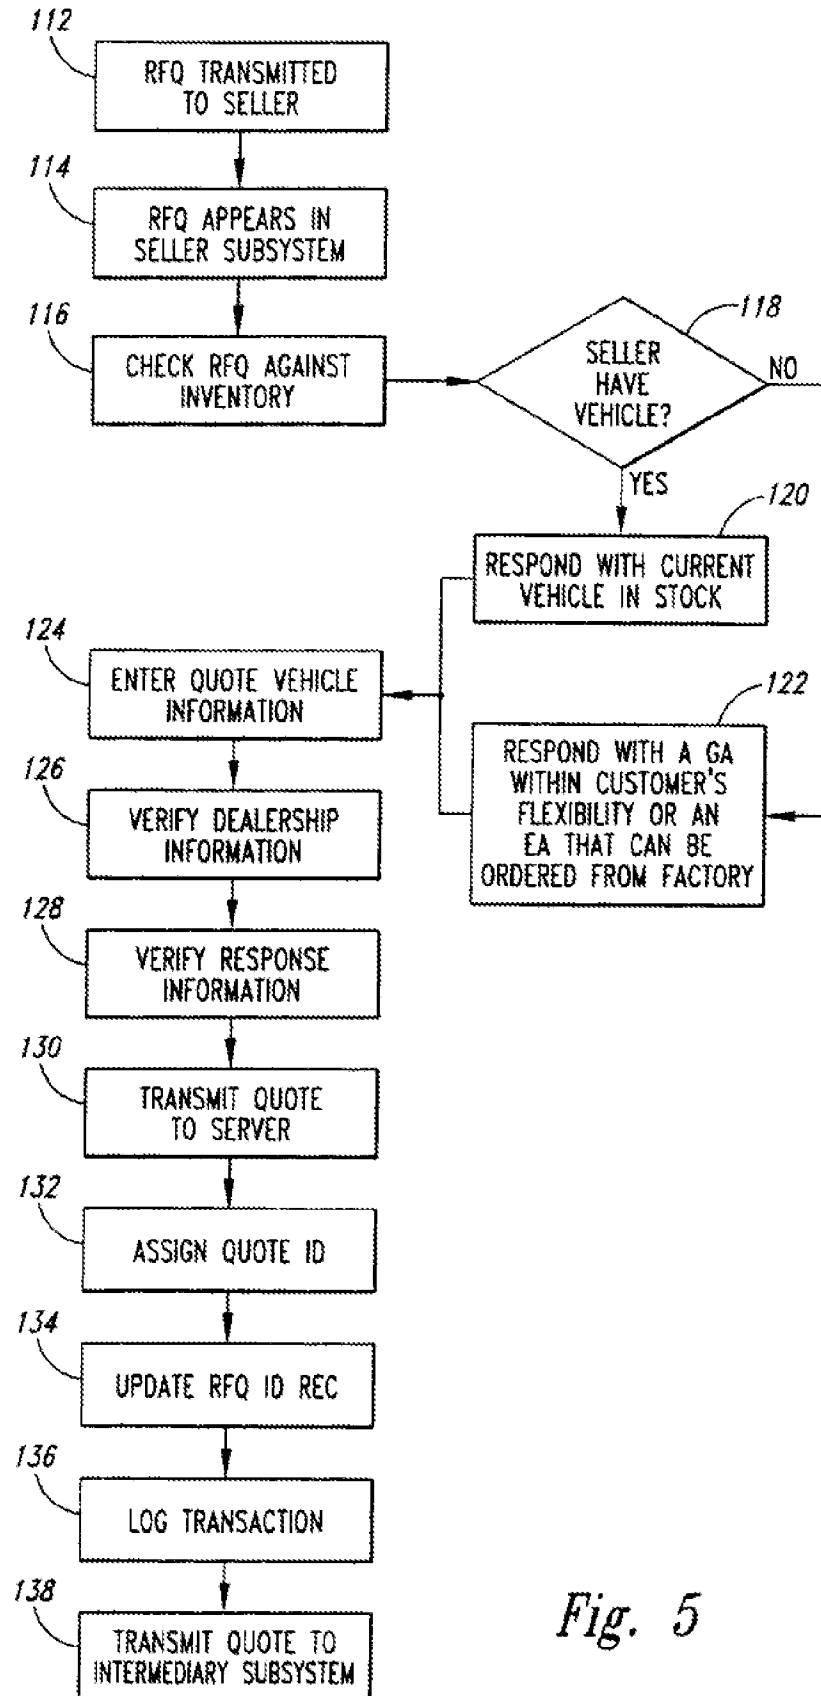 112
RFQ TRANSMITTED
TO SELLER
114
RFQ APPEARS IN
SELLER SUBSYSTEM
116
CHECK RFQ AGAINST
INVENTORY
118
SELLER
HAVE
VEHICLE?
NO
YES
120
RESPOND WITH CURRENT
VEHICLE IN STOCK
122
RESPOND WITH A GA
WITHIN CUSTOMER'S
FLEXIBILITY OR AN
EA THAT CAN BE
ORDERED FROM FACTORY
124
ENTER QUOTE VEHICLE
INFORMATION
126
VERIFY DEALERSHIP
INFORMATION
128
VERIFY RESPONSE
INFORMATION
130
TRANSMIT QUOTE
TO SERVER
132
ASSIGN QUOTE ID
134
UPDATE RFQ ID REC
136
LOG TRANSACTION
138
TRANSMIT QUOTE TO
INTERMEDIARY SUBSYSTEM
Fig. 5